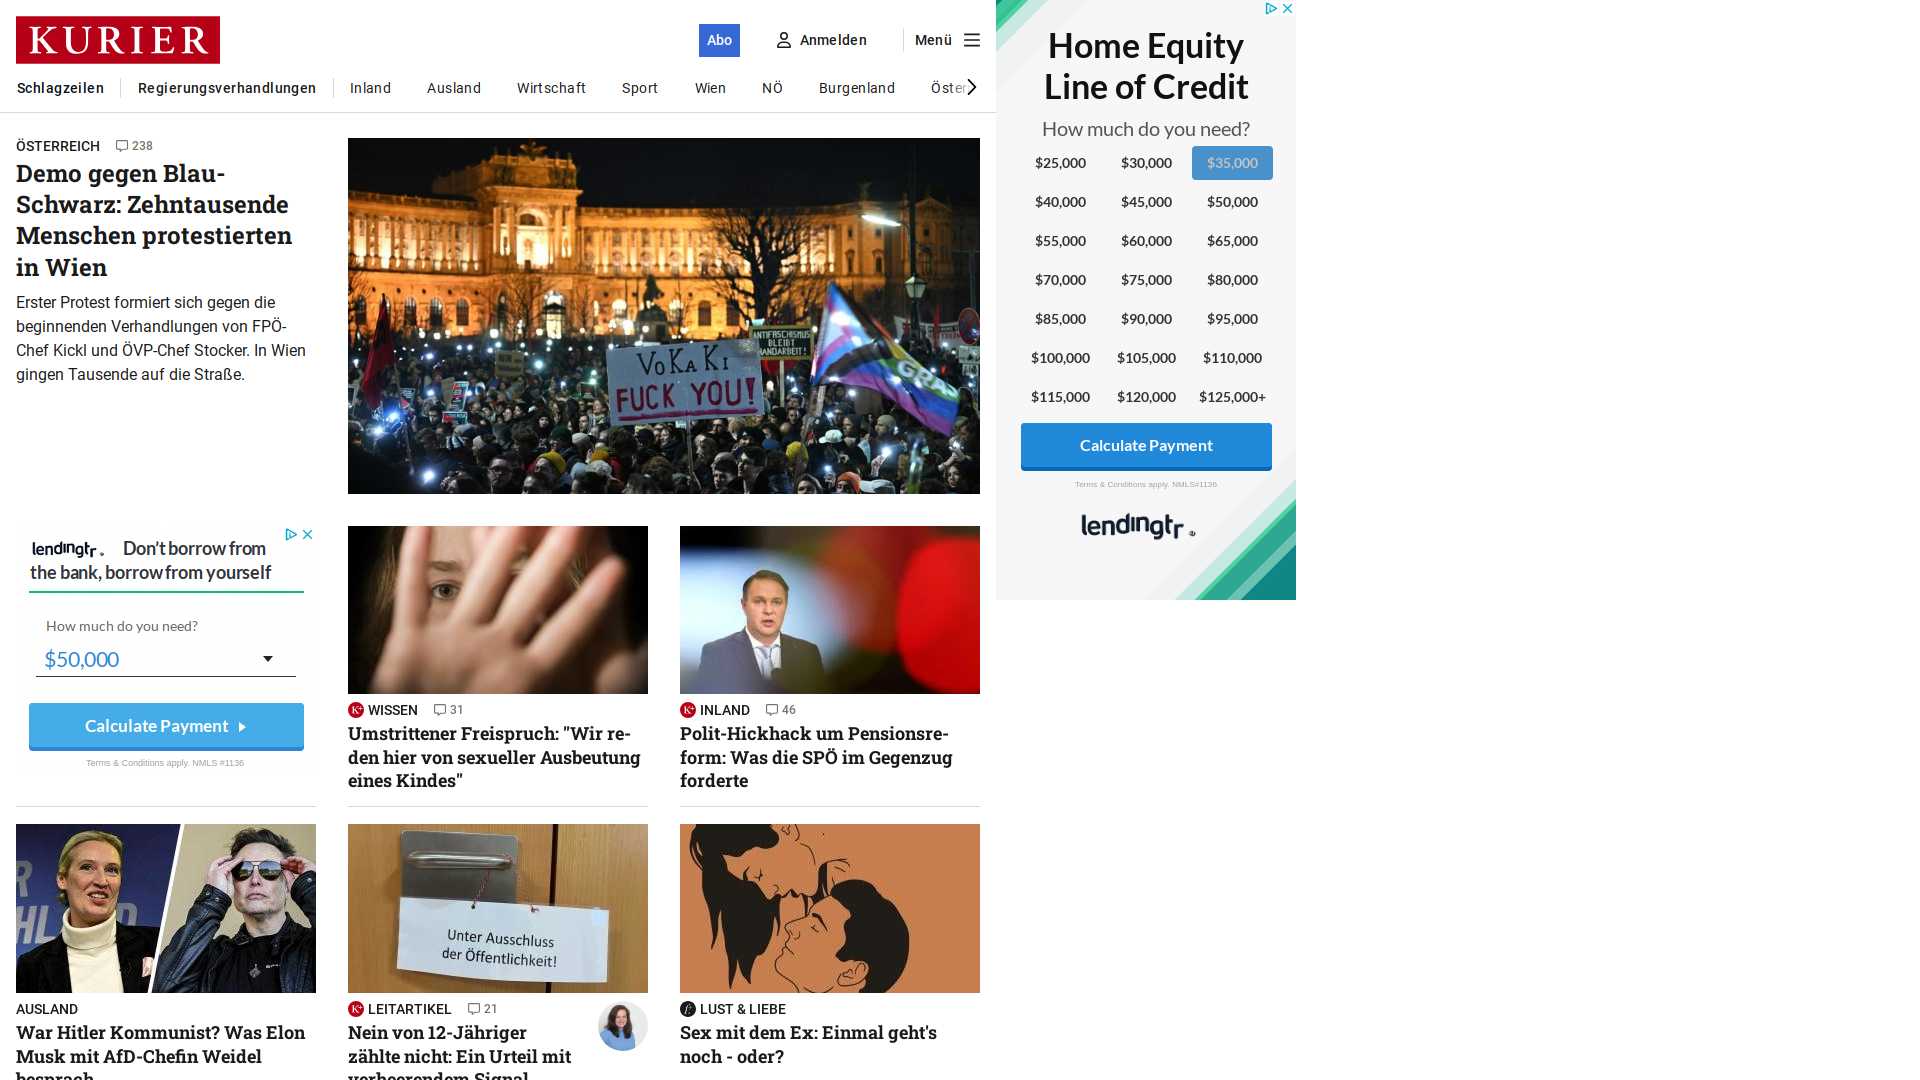 KURIER
Abo
Anmelden
Menü
Schlagzeilen
Regierungsverhandlungen
Inland
Ausland
Wirtschaft
Sport
Wien
NÖ
Burgenland
Öster
ÖSTERREICH 238
Demo gegen Blau-
Schwarz: Zehntausende
Menschen protestierten
in Wien
Erster Protest formiert sich gegen die
beginnenden Verhandlungen von FPÖ-
Chef Kickl und ÖVP-Chef Stocker. In Wien
gingen Tausende auf die Straße.
ANTIFASCHISMUS
BLEIBT
HANDARBEIT!
VoKaKi
FUCK YOU!
GRAS
Home Equity
Line of Credit
How much do you need?
$25,000 $30,000 $35,000
$40,000 $45,000 $50,000
$55,000 $60,000 $65,000
$70,000 $75,000 $80,000
$85,000 $90,000 $95,000
$100,000 $105,000 $110,000
$115,000 $120,000 $125,000+
Calculate Payment
Terms & Conditions apply. NMLS#1136
lendingtr
lendingtr Don't borrow from
the bank, borrow from yourself
How much do you need?
$50,000
Calculate Payment
Terms & Conditions apply. NMLS #1136
K+ WISSEN 31
Umstrittener Freispruch: "Wir re-
den hier von sexueller Ausbeutung
eines Kindes"
K+ INLAND 46
Polit-Hickhack um Pensionsre-
form: Was die SPÖ im Gegenzug
forderte
AUSLAND
War Hitler Kommunist? Was Elon
Musk mit AfD-Chefin Weidel
besprach
Unter Ausschluss
der Öffentlichkeit!
K+ LEITARTIKEL 21
Nein von 12-Jähriger
zählte nicht: Ein Urteil mit
verheerendem Signal
LUST & LIEBE
Sex mit dem Ex: Einmal geht's
noch - oder?